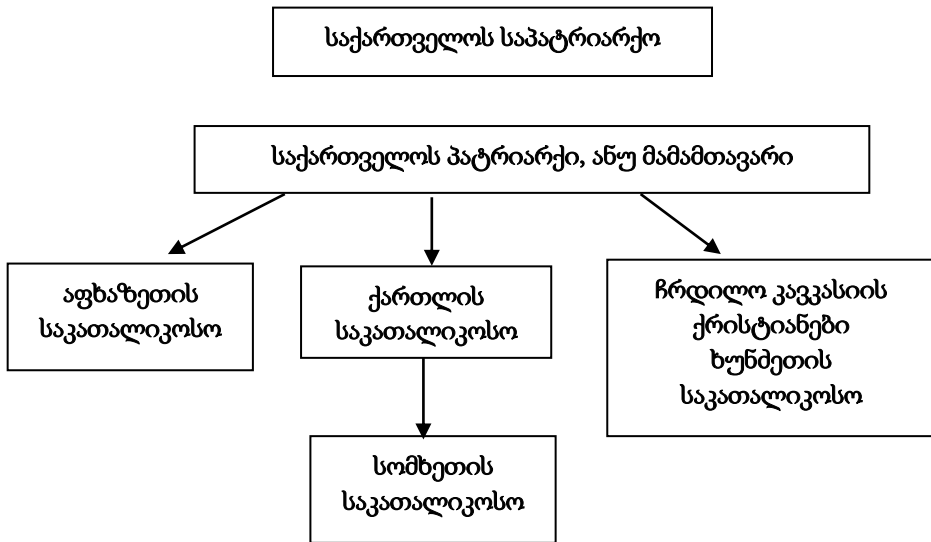 საქართველოს საპატრიარქო
საქართველოს პატრიარქი, ანუ მამამთავარი
აფხაზეთის
საკათალიკოსო
ქართლის
საკათალიკოსო
ჩრდილო კავკასიის
ქრისტიანები
ხუნძეთის
საკათალიკოსო
სომხეთის
საკათალიკოსო